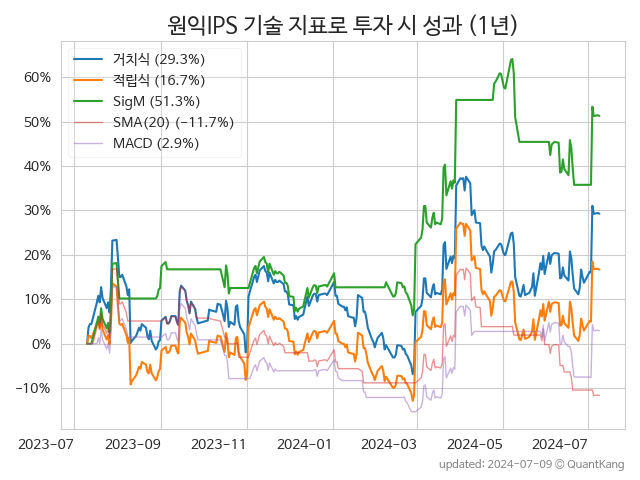 원익IPS 기술 지표로 투자 시 성과 (1년)
거치식 (29.3%)
적립식 (16.7%)
SigM (51.3%)
SMA(20) (−11.7%)
MACD (2.9%)
60%
50%
40%
30%
20%
10%
0%
−10%
2023-07
2023-09
2023-11
2024-01
2024-03
2024-05
2024-07
updated: 2024-07-09 ⓒ QuantKang